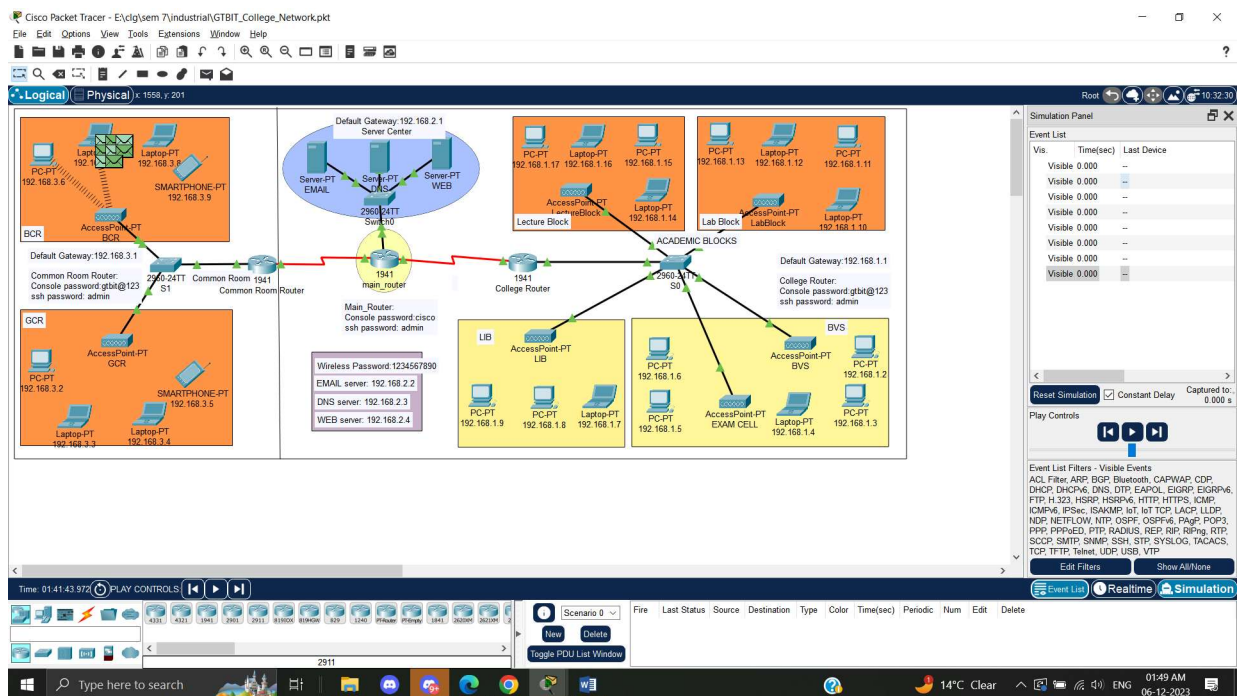 Cisco Packet Tracer - E:\clg\sem 7\industrial\GTBIT_College_Network.pkt
File Edit Options View Tools Extensions Window Help
Logical Physical x: 1558, y: 201
Root 10:32:30
PC-PT
192.168.3.6
Laptop-PT
192.168.3.8
SMARTPHONE-PT
192.168.3.9
AccessPoint-PT
BCR
BCR
Default Gateway:192.168.3.1
Common Room Router:
Console password:gtbit@123
ssh password: admin
2960-24TT
S1
Common Room
1941
Common Room Router
GCR
AccessPoint-PT
GCR
PC-PT
192.168.3.2
SMARTPHONE-PT
192.168.3.5
Laptop-PT
192.168.3.3
Laptop-PT
192.168.3.4
Default Gateway:192.168.2.1
Server Center
Server-PT
EMAIL
Server-PT
DNS
Server-PT
WEB
2960-24TT
Switch0
1941
main_router
Main_Router:
Console password:cisco
ssh password: admin
Wireless Password:1234567890
EMAIL server: 192.168.2.2
DNS server: 192.168.2.3
WEB server: 192.168.2.4
1941
College Router
PC-PT
192.168.1.17
Laptop-PT
192.168.1.16
PC-PT
192.168.1.15
AccessPoint-PT
LectureBlock
Laptop-PT
192.168.1.14
Lecture Block
PC-PT
192.168.1.13
Laptop-PT
192.168.1.12
PC-PT
192.168.1.11
AccessPoint-PT
LabBlock
Laptop-PT
192.168.1.10
Lab Block
ACADEMIC BLOCKS
2960-24TT
S0
Default Gateway:192.168.1.1
College Router:
Console password:gtbit@123
ssh password: admin
LIB
AccessPoint-PT
LIB
PC-PT
192.168.1.9
PC-PT
192.168.1.8
Laptop-PT
192.168.1.7
BVS
PC-PT
192.168.1.6
AccessPoint-PT
BVS
PC-PT
192.168.1.2
PC-PT
192.168.1.5
AccessPoint-PT
EXAM CELL
Laptop-PT
192.168.1.4
PC-PT
192.168.1.3
Simulation Panel
Event List
Vis. Time(sec) Last Device
Visible 0.000 --
Visible 0.000 --
Visible 0.000 --
Visible 0.000 --
Visible 0.000 --
Visible 0.000 --
Visible 0.000 --
Visible 0.000 --
Reset Simulation Constant Delay Captured to:
0.000 s
Play Controls
Event List Filters - Visible Events
ACL Filter, ARP, BGP, Bluetooth, CAPWAP, CDP,
DHCP, DHCPv6, DNS, DTP, EAPOL, EIGRP, EIGRPv6,
FTP, H.323, HSRP, HSRPv6, HTTP, HTTPS, ICMP,
ICMPv6, IPSec, ISAKMP, IoT, IoT TCP, LACP, LLDP,
NDP, NETFLOW, NTP, OSPF, OSPFv6, PAgP, POP3,
PPP, PPPoED, PTP, RADIUS, REP, RIP, RIPng, RTP,
SCCP, SMTP, SNMP, SSH, STP, SYSLOG, TACACS,
TCP, TFTP, Telnet, UDP, USB, VTP
Edit Filters Show All/None
Time: 01:41:43.972 PLAY CONTROLS:
Event List Realtime Simulation
4331 4321 1941 2901 2911 819IOX 819HGW 829 1240 PT-Router PT-Empty 1841 2620XM 2621XM
2911
Scenario 0
New Delete
Toggle PDU List Window
Fire Last Status Source Destination Type Color Time(sec) Periodic Num Edit Delete
Type here to search
14°C Clear
ENG
01:49 AM
06-12-2023